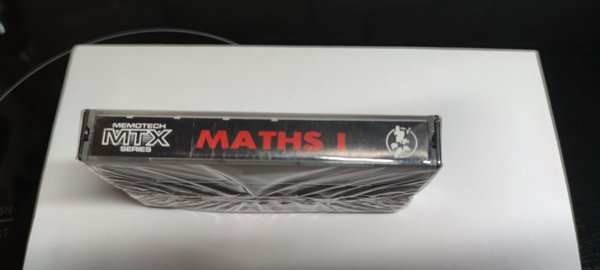 MEMOTECH
MTX
SERIES
MATHS I